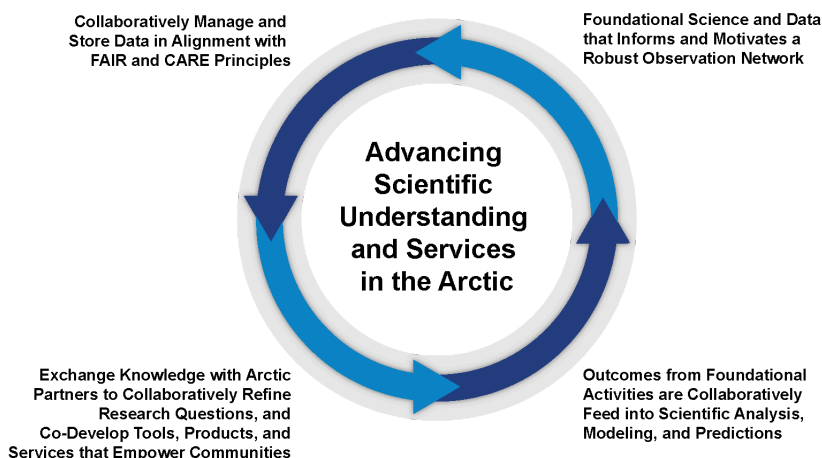 Collaboratively Manage and
Store Data in Alignment with
FAIR and CARE Principles
Foundational Science and Data
that Informs and Motivates a
Robust Observation Network
Advancing
Scientific
Understanding
and Services
in the Arctic
Exchange Knowledge with Arctic
Partners to Collaboratively Refine
Research Questions, and
Co-Develop Tools, Products, and
Services that Empower Communities
Outcomes from Foundational
Activities are Collaboratively
Feed into Scientific Analysis,
Modeling, and Predictions